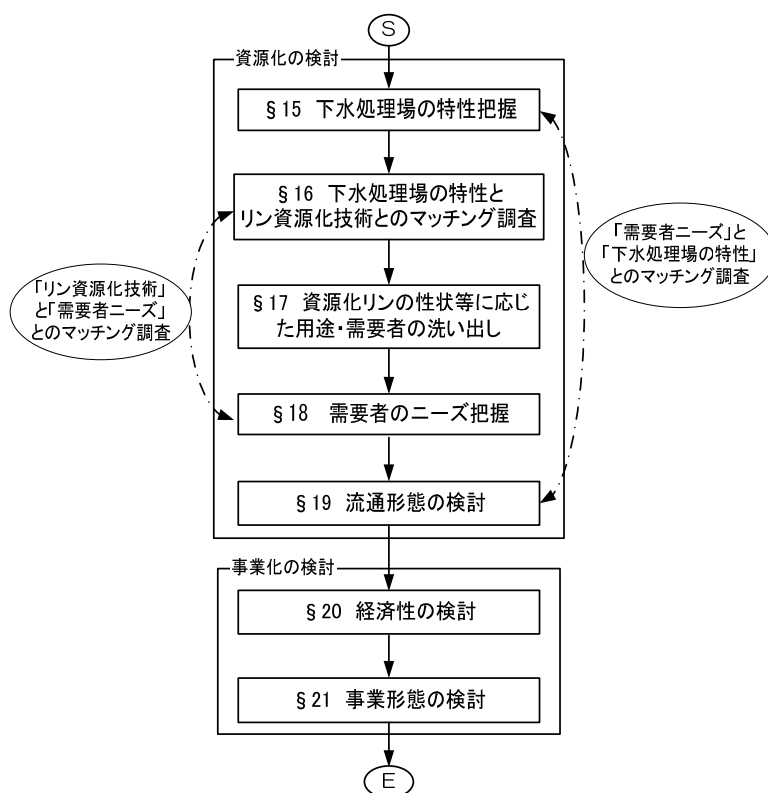 S
資源化の検討
§15 下水処理場の特性把握
§16 下水処理場の特性と
リン資源化技術とのマッチング調査
「需要者ニーズ」と
「下水処理場の特性」
とのマッチング調査
「リン資源化技術」
と「需要者ニーズ」
とのマッチング調査
§17 資源化リンの性状等に応じ
た用途・需要者の洗い出し
§18 需要者のニーズ把握
§19 流通形態の検討
事業化の検討
§20 経済性の検討
§21 事業形態の検討
E